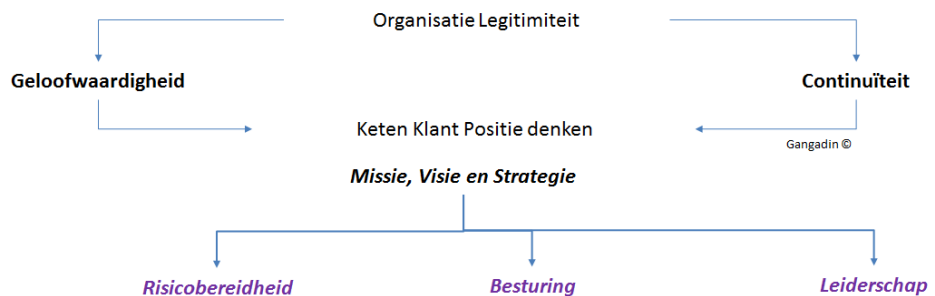 Organisatie Legitimiteit
Geloofwaardigheid
Continuïteit
Keten Klant Positie denken
Gangadin ©
Missie, Visie en Strategie
Risicobereidheid
Besturing
Leiderschap